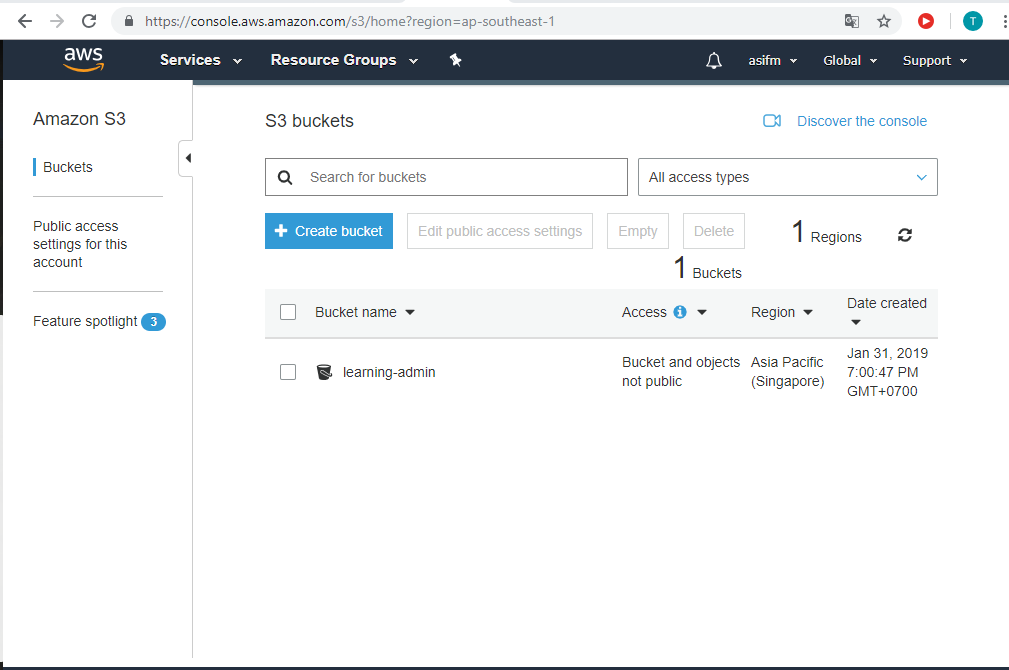 https://console.aws.amazon.com/s3/home?region=ap-southeast-1
T
aws
Services
Resource Groups
asifm
Global
Support
Amazon S3
Buckets
Public access
settings for this
account
Feature spotlight 3
S3 buckets
Discover the console
Search for buckets
All access types
Create bucket
Edit public access settings
Empty
Delete
1 Regions
1 Buckets
Bucket name
Access
Region
Date created
learning-admin
Bucket and objects
not public
Asia Pacific
(Singapore)
Jan 31, 2019
7:00:47 PM
GMT+0700